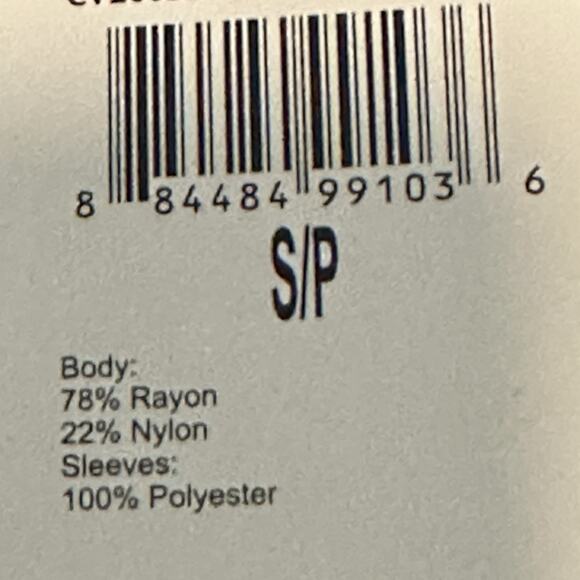 8 84484 99103 6
S/P
Body:
78% Rayon
22% Nylon
Sleeves:
100% Polyester